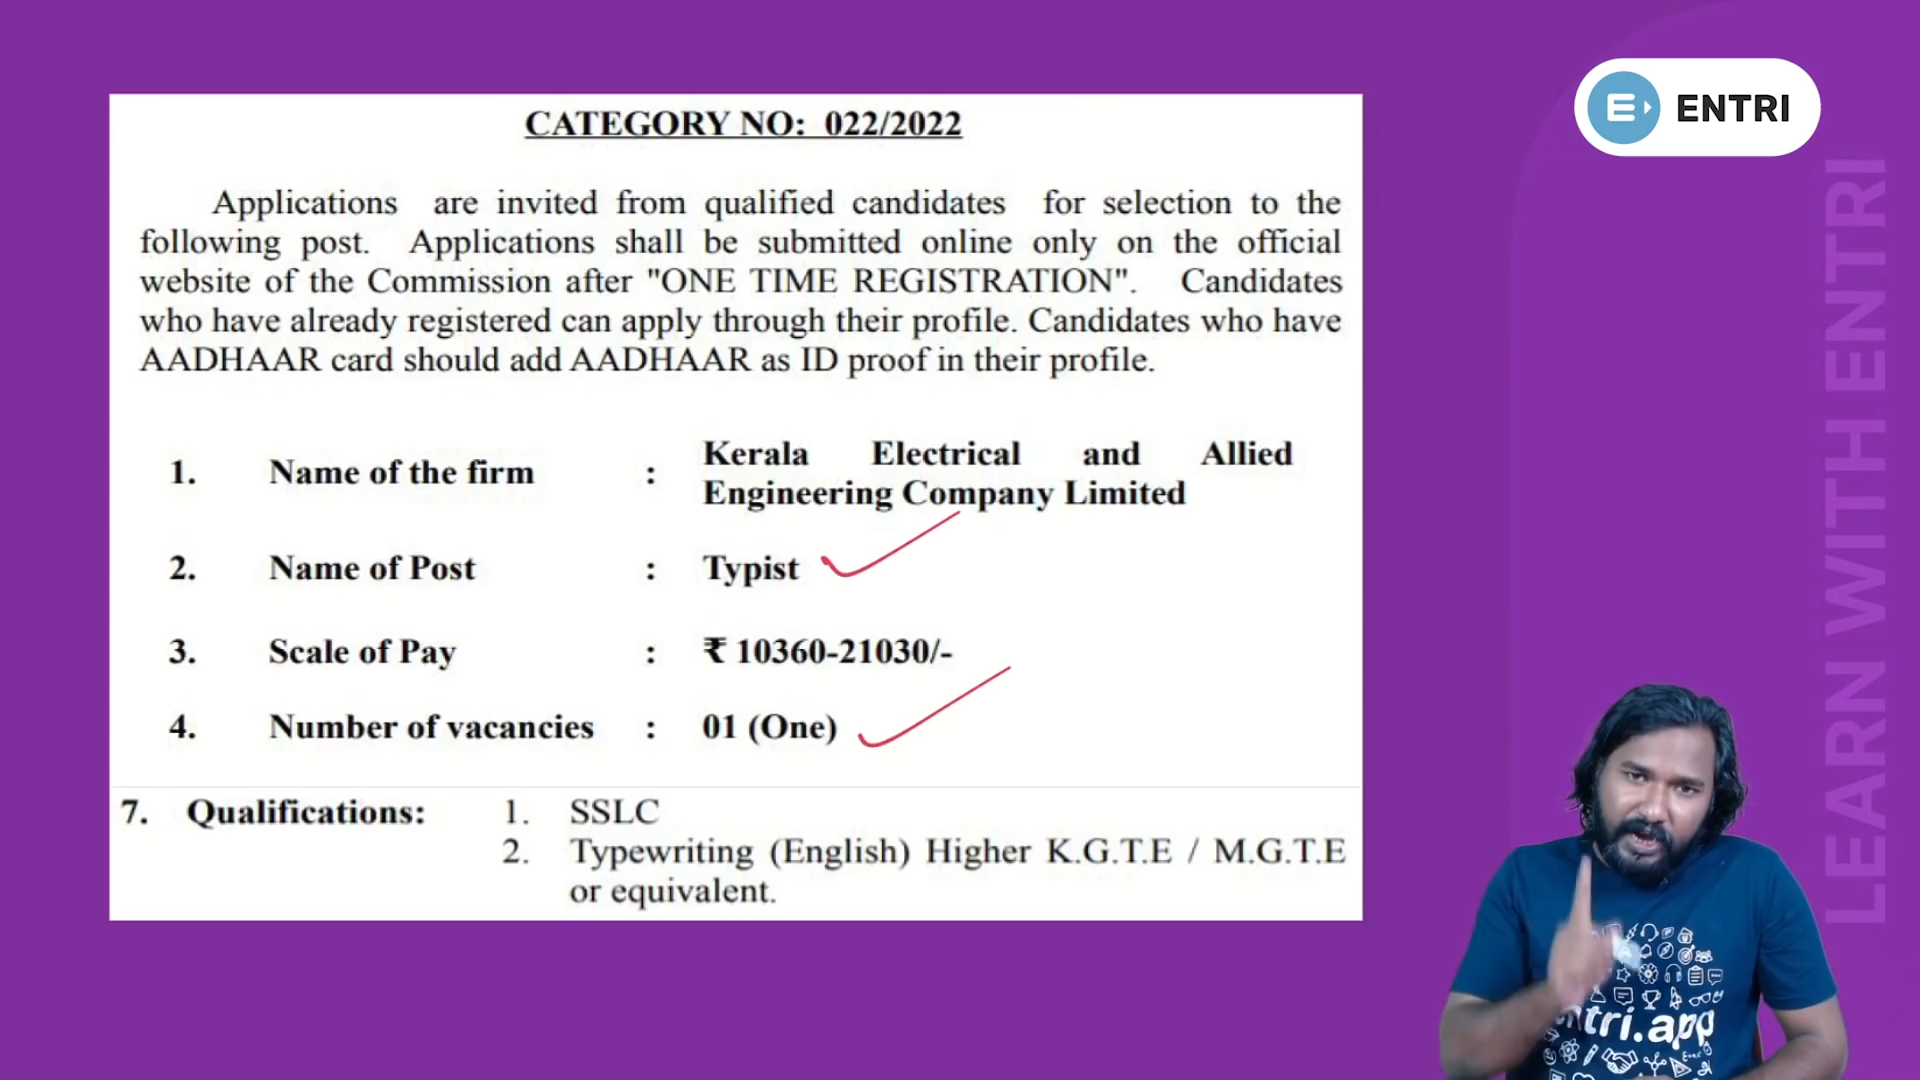 ENTRI
LEARN WITH ENTRI
CATEGORY NO: 022/2022
Applications are invited from qualified candidates for selection to the
following post. Applications shall be submitted online only on the official
website of the Commission after "ONE TIME REGISTRATION". Candidates
who have already registered can apply through their profile. Candidates who have
AADHAAR card should add AADHAAR as ID proof in their profile.
1. Name of the firm : Kerala Electrical and Allied
Engineering Company Limited
2. Name of Post : Typist
3. Scale of Pay : ₹ 10360-21030/-
4. Number of vacancies : 01 (One)
7. Qualifications: 1. SSLC
2. Typewriting (English) Higher K.G.T.E / M.G.T.E
or equivalent.
ntri.app